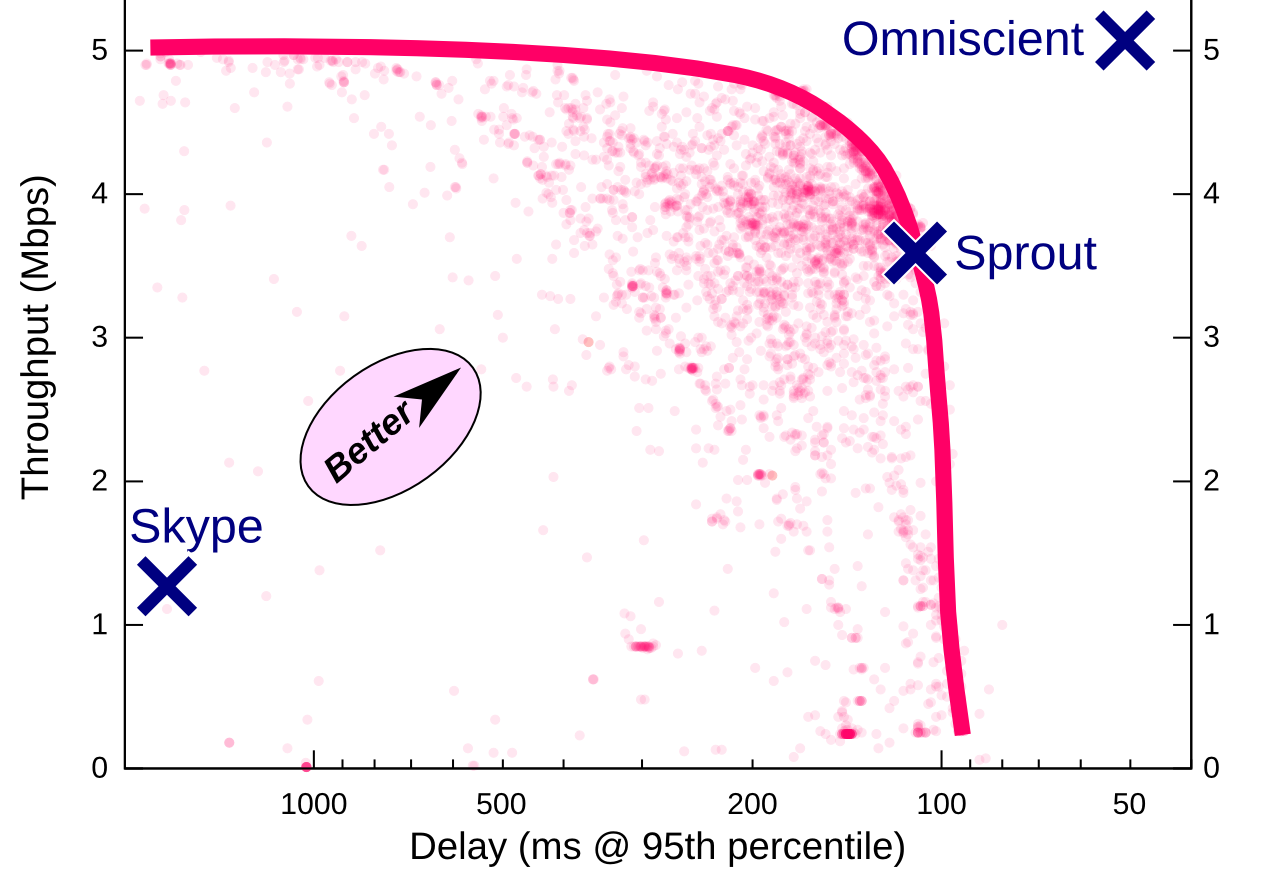 Omniscient
5
5
4
4
Sprout
3
3
Better
2
2
Skype
1
1
0
0
1000
500
200
100
50
Delay (ms @ 95th percentile)
Throughput (Mbps)